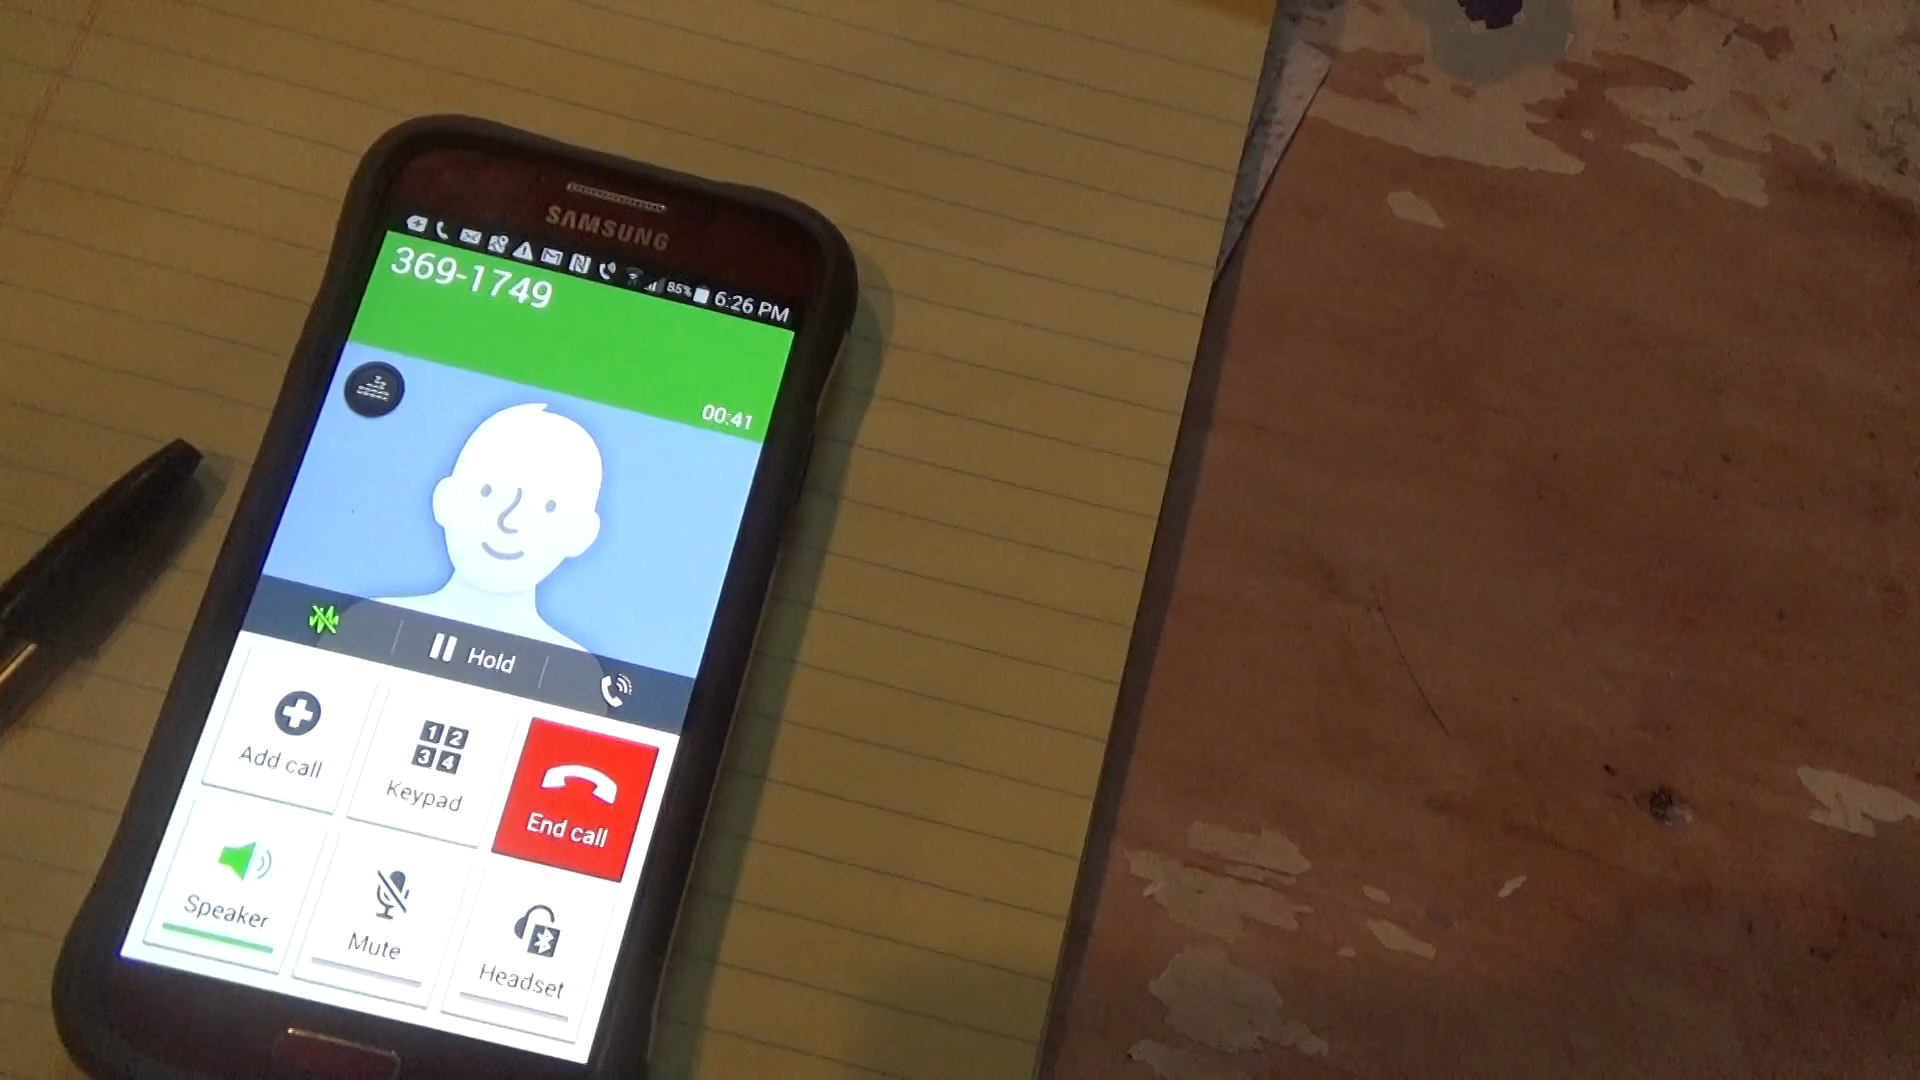 SAMSUNG
85% 6:26 PM
369-1749
00:41
Hold
Add call
1 2
3 4
Keypad
End call
Speaker
Mute
Headset